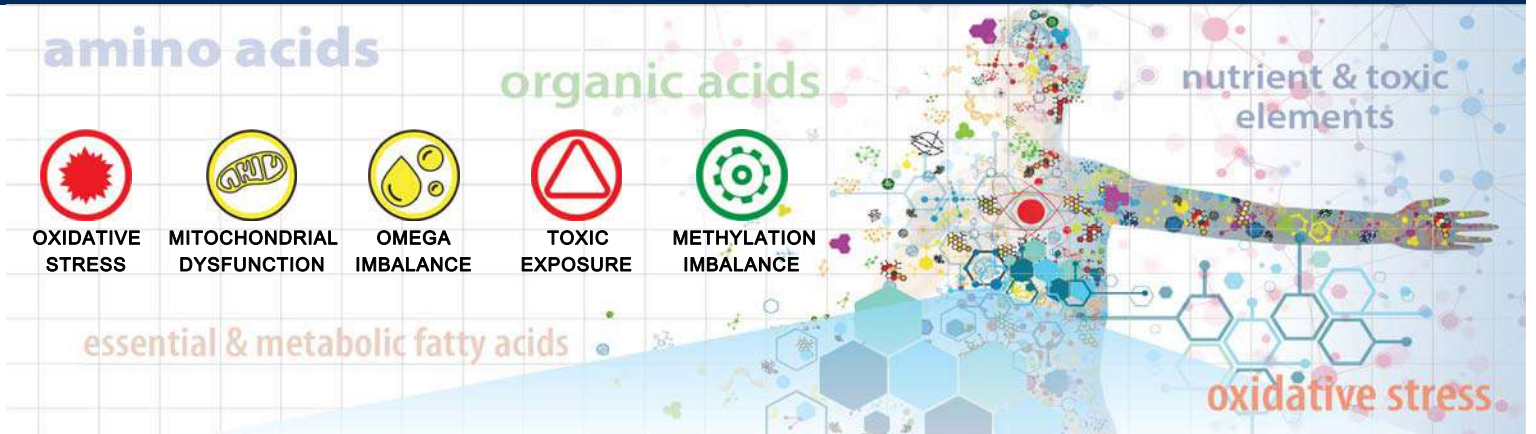 amino acids
organic acids
nutrient & toxic
elements
OXIDATIVE
STRESS
MITOCHONDRIAL
DYSFUNCTION
OMEGA
IMBALANCE
TOXIC
EXPOSURE
METHYLATION
IMBALANCE
essential & metabolic fatty acids
oxidative stress